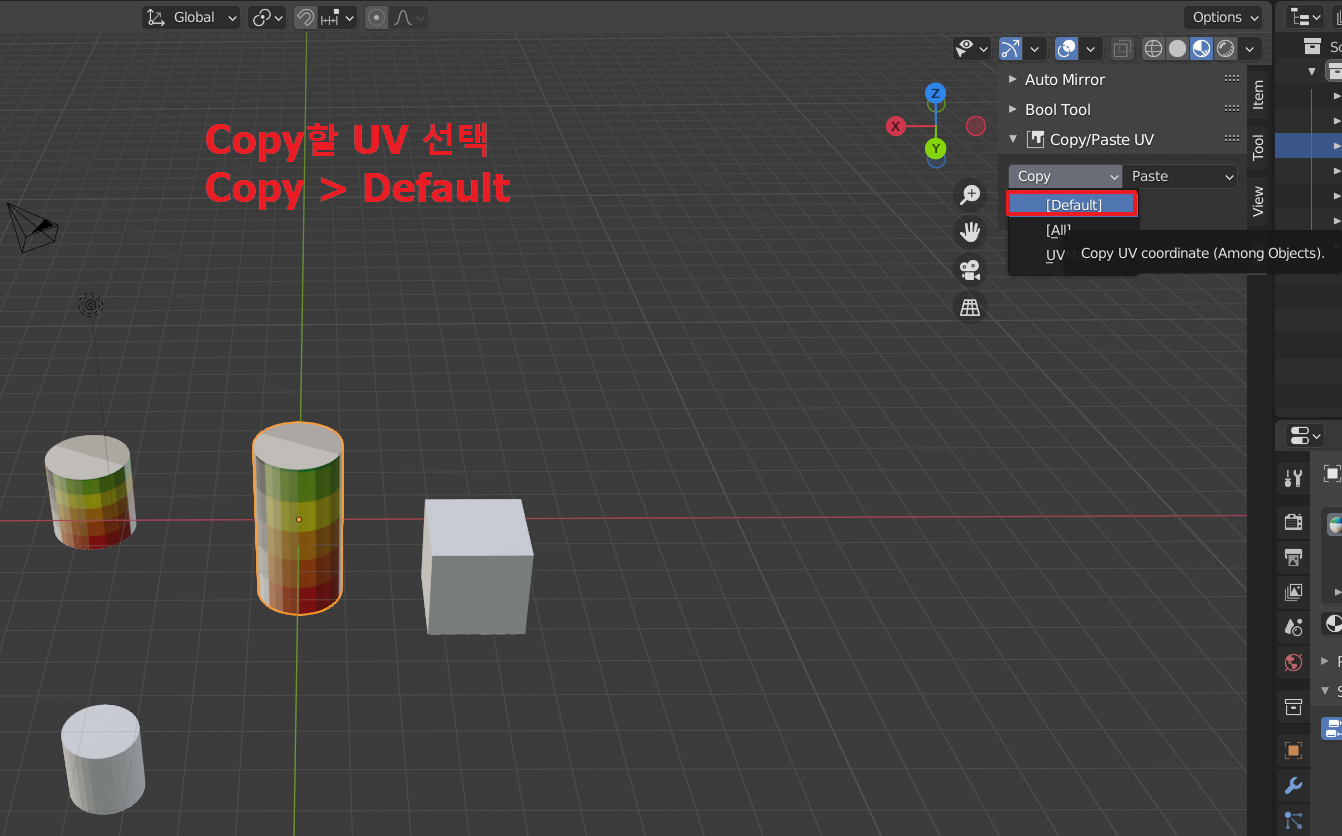 Global
Options
Auto Mirror
Bool Tool
Copy/Paste UV
Copy
Paste
[Default]
[All]
UV
Copy UV coordinate (Among Objects).
Item
Tool
View
Z
X
Y
Copy할 UV 선택
Copy > Default